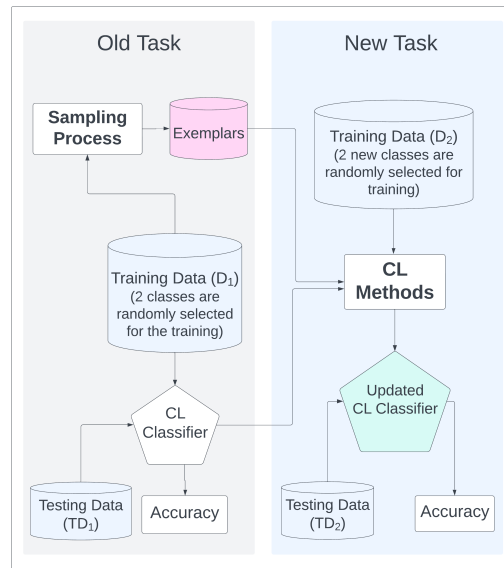 Old Task
Sampling
Process
Exemplars
Training Data (D₁)
(2 classes are
randomly selected
for the training)
CL
Classifier
Testing Data
(TD₁)
Accuracy
New Task
Training Data (D₂)
(2 new classes are
randomly selected for
training)
CL
Methods
Updated
CL Classifier
Testing Data
(TD₂)
Accuracy